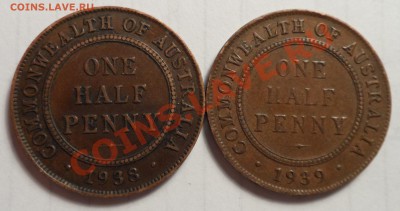 COINS.ЛАVE.RU
COMMONWEALTH OF AUSTRALIA
ONE
HALF
PENNY
1938
COMMONWEALTH OF AUSTRALIA
ONE
HALF
PENNY
1939
COINS.LAVE.RU